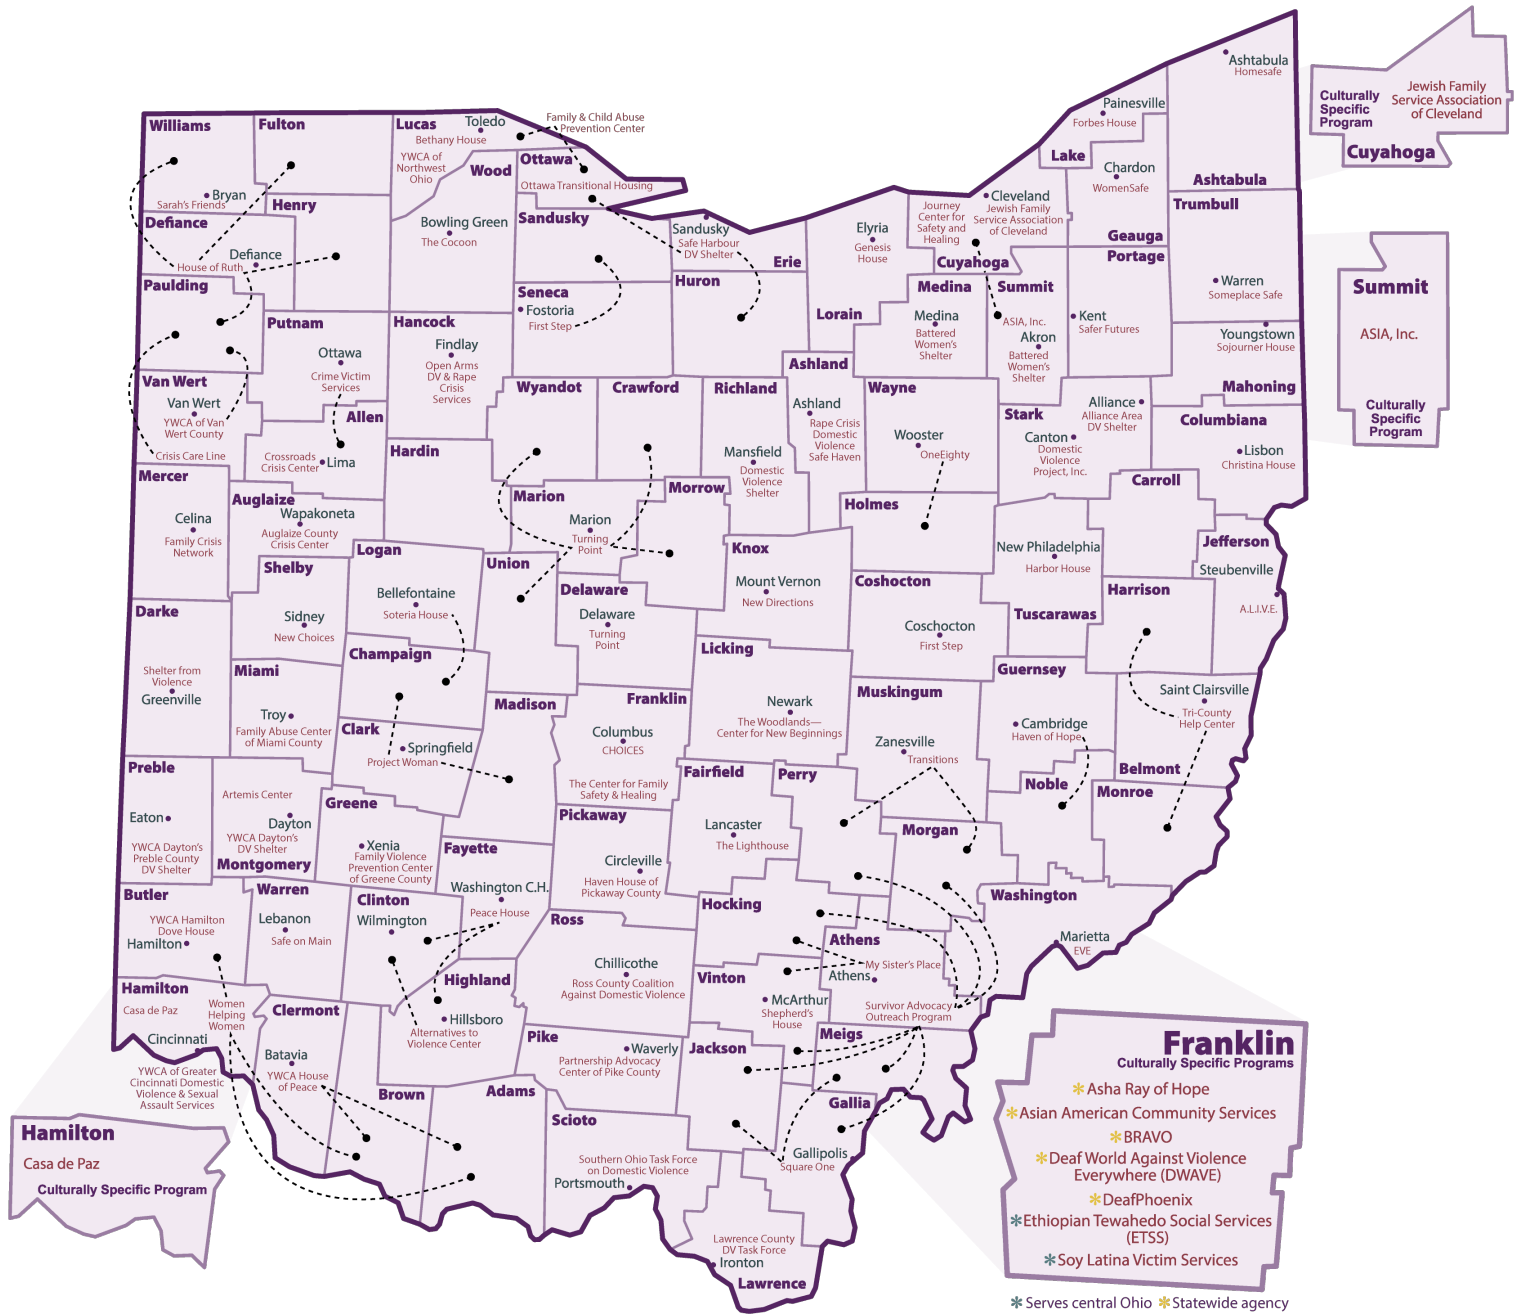 Williams
Bryan
Sarah's Friends
Fulton
Lucas
Toledo
Bethany House
YWCA of
Northwest
Ohio
Family & Child Abuse
Prevention Center
Ottawa
Ottawa Transitional Housing
Wood
Bowling Green
The Cocoon
Henry
Defiance
Defiance
House of Ruth
Sandusky
Sandusky
Safe Harbour
DV Shelter
Erie
Huron
Seneca
Fostoria
First Step
Paulding
Putnam
Ottawa
Crime Victim
Services
Hancock
Findlay
Open Arms
DV & Rape
Crisis
Services
Van Wert
Van Wert
YWCA of Van
Wert County
Crisis Care Line
Allen
Crossroads
Crisis Center
Lima
Wyandot
Crawford
Richland
Mansfield
Domestic
Violence
Shelter
Ashland
Ashland
Rape Crisis
Domestic
Violence
Safe Haven
Lorain
Elyria
Genesis
House
Cuyahoga
Cleveland
Journey
Center for
Safety and
Healing
Jewish Family
Service Association
of Cleveland
Lake
Painesville
Forbes House
Geauga
Chardon
WomenSafe
Ashtabula
Ashtabula
Homesafe
Trumbull
Warren
Someplace Safe
Portage
Kent
Safer Futures
Medina
Medina
Battered
Women's
Shelter
Summit
ASIA, Inc.
Akron
Battered
Women's
Shelter
Youngstown
Sojourner House
Mahoning
Columbiana
Lisbon
Christina House
Stark
Alliance
Alliance Area
DV Shelter
Canton
Domestic
Violence
Project, Inc.
Wayne
Wooster
OneEighty
Holmes
Carroll
Jefferson
Steubenville
A.L.I.V.E.
Harrison
Tuscarawas
New Philadelphia
Harbor House
Coshocton
Coschocton
First Step
Knox
Mount Vernon
New Directions
Morrow
Marion
Marion
Turning
Point
Hardin
Mercer
Celina
Family Crisis
Network
Auglaize
Wapakoneta
Auglaize County
Crisis Center
Shelby
Sidney
New Choices
Logan
Bellefontaine
Soteria House
Union
Delaware
Delaware
Turning
Point
Darke
Shelter from
Violence
Greenville
Miami
Troy
Family Abuse Center
of Miami County
Champaign
Clark
Springfield
Project Woman
Madison
Franklin
Columbus
CHOICES
The Center for Family
Safety & Healing
Licking
Newark
The Woodlands—
Center for New Beginnings
Muskingum
Zanesville
Transitions
Guernsey
Cambridge
Haven of Hope
Belmont
Saint Clairsville
Tri-County
Help Center
Noble
Monroe
Preble
Eaton
YWCA Dayton's
Preble County
DV Shelter
Montgomery
Artemis Center
Dayton
YWCA Dayton's
DV Shelter
Greene
Xenia
Family Violence
Prevention Center
of Greene County
Fayette
Washington C.H.
Peace House
Pickaway
Circleville
Haven House of
Pickaway County
Fairfield
Lancaster
The Lighthouse
Perry
Morgan
Washington
Marietta
EVE
Butler
YWCA Hamilton
Dove House
Hamilton
Warren
Lebanon
Safe on Main
Clinton
Wilmington
Highland
Hillsboro
Alternatives to
Violence Center
Ross
Chillicothe
Ross County Coalition
Against Domestic Violence
Hocking
Athens
My Sister's Place
Athens
Survivor Advocacy
Outreach Program
Vinton
McArthur
Shepherd's
House
Hamilton
Casa de Paz
Women
Helping
Women
Cincinnati
YWCA of Greater
Cincinnati Domestic
Violence & Sexual
Assault Services
Clermont
Batavia
YWCA House
of Peace
Brown
Adams
Pike
Waverly
Partnership Advocacy
Center of Pike County
Jackson
Meigs
Gallia
Gallipolis
Square One
Scioto
Southern Ohio Task Force
on Domestic Violence
Portsmouth
Lawrence County
DV Task Force
Ironton
Lawrence
Culturally
Specific
Program
Jewish Family
Service Association
of Cleveland
Cuyahoga
Summit
ASIA, Inc.
Culturally
Specific
Program
Hamilton
Casa de Paz
Culturally Specific Program
Franklin
Culturally Specific Programs
*Asha Ray of Hope
*Asian American Community Services
*BRAVO
*Deaf World Against Violence
Everywhere (DWAVE)
*DeafPhoenix
*Ethiopian Tewahedo Social Services
(ETSS)
*Soy Latina Victim Services
*Serves central Ohio *Statewide agency